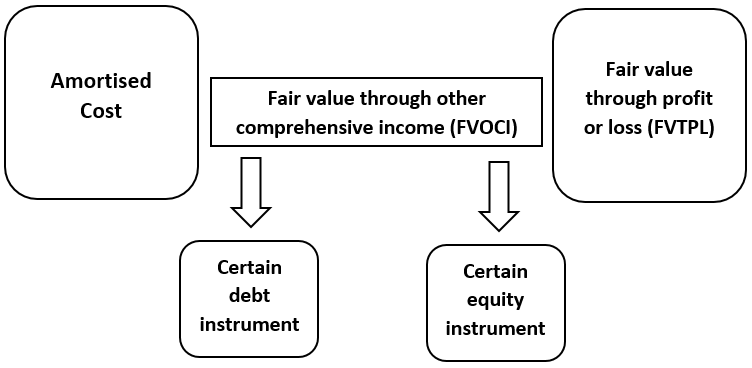 Amortised
Cost
Fair value through other
comprehensive income (FVOCI)
Fair value
through profit
or loss (FVTPL)
Certain
debt
instrument
Certain
equity
instrument